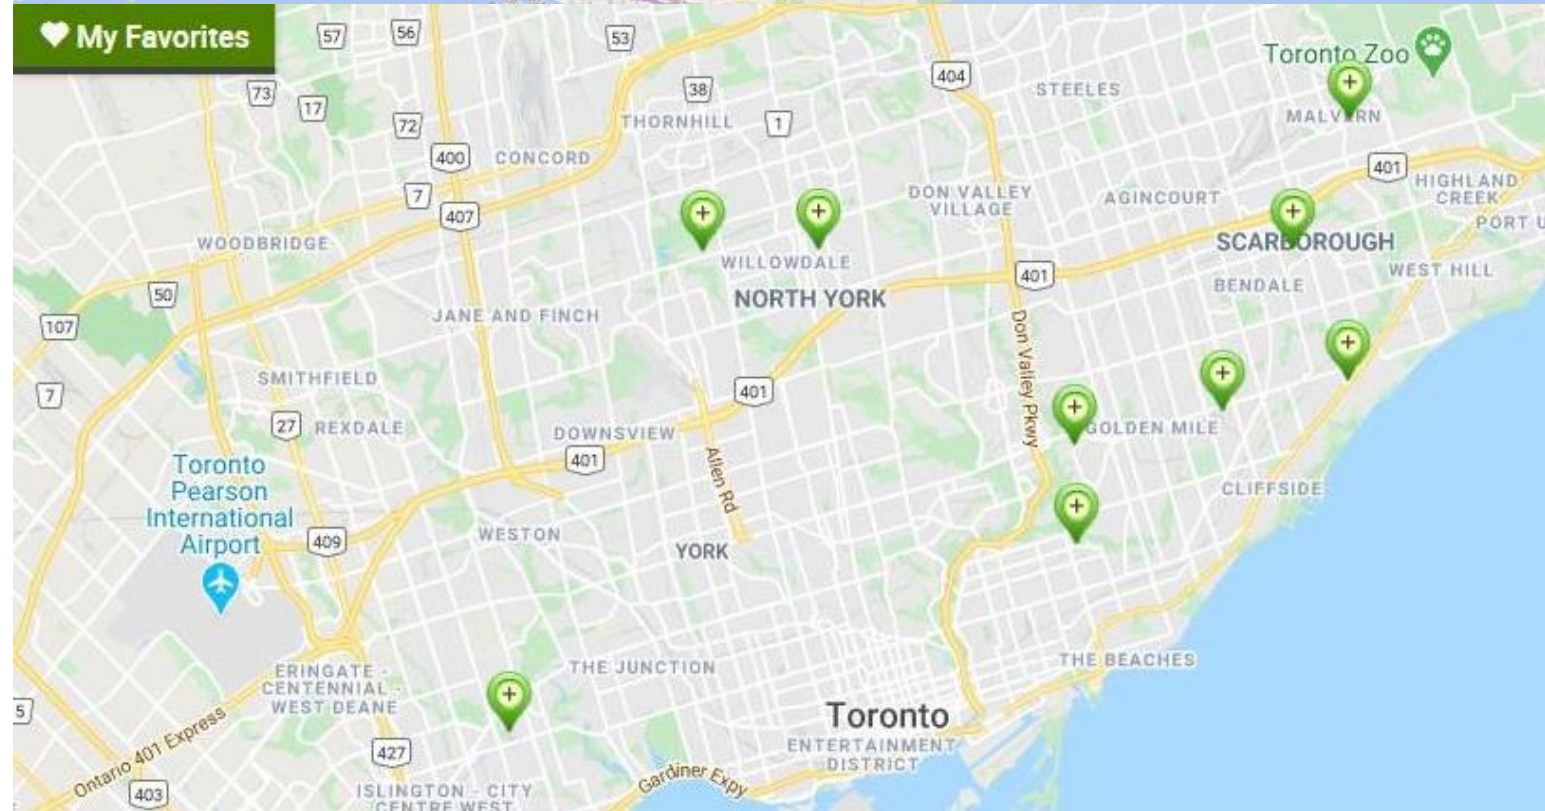 My Favorites
57
56
53
404
STEELES
Toronto Zoo
73
17
38
72
THORNHILL
1
MALVERN
400
CONCORD
401
7
407
DON VALLEY
VILLAGE
AGINCOURT
HIGHLAND
CREEK
PORT U
WOODBRIDGE
WILLOWDALE
SCARBOROUGH
WEST HILL
50
NORTH YORK
401
BENDALE
107
JANE AND FINCH
Don Valley Pkwy
SMITHFIELD
7
401
27
REXDALE
DOWNSVIEW
GOLDEN MILE
401
Allen Rd
Toronto
Pearson
International
Airport
CLIFFSIDE
409
WESTON
YORK
ERINGATE -
CENTENNIAL -
WEST DEANE
THE JUNCTION
THE BEACHES
5
Ontario 401 Express
427
Toronto
ENTERTAINMENT
DISTRICT
Gardiner Expy
403
ISLINGTON - CITY
CENTRE WEST